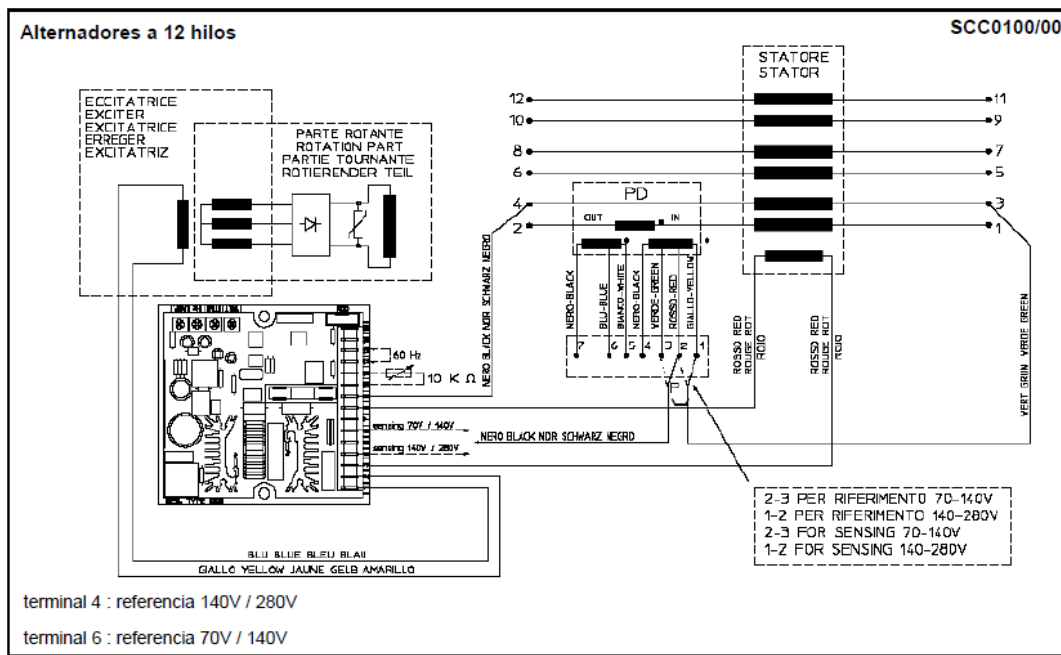 Alternadores a 12 hilos
SCC0100/00
STATORE
STATOR
ECCITATRICE
EXCITER
EXCITATRICE
ERREGER
EXCITATRIZ
PARTE ROTANTE
ROTATION PART
PARTIE TOURNANTE
ROTIERENDER TEIL
12
11
10
9
8
7
6
5
PD
4
3
OUT
IN
2
1
NERO-BLACK
BLU-BLUE
BIANCO-WHITE
NERO-BLACK
VERDE-GREEN
ROSSO-RED
GIALLO-YELLOW
7 6 5 4 3 2 1
NERO BLACK NOIR SCHWARZ NEGRO
ROSSO RED
ROUGE ROT
ROJO
ROSSO RED
ROUGE ROT
ROJO
VERT GRUN VERDE GREEN
60 Hz
10 K Ω
sensing 70V / 140V
NERO BLACK NOIR SCHWARZ NEGRO
sensing 140V / 280V
2-3 PER RIFERIMENTO 70-140V
1-2 PER RIFERIMENTO 140-280V
2-3 FOR SENSING 70-140V
1-2 FOR SENSING 140-280V
BLU BLUE BLEU BLAU
GIALLO YELLOW JAUNE GELB AMARILLO
terminal 4 : referencia 140V / 280V
terminal 6 : referencia 70V / 140V